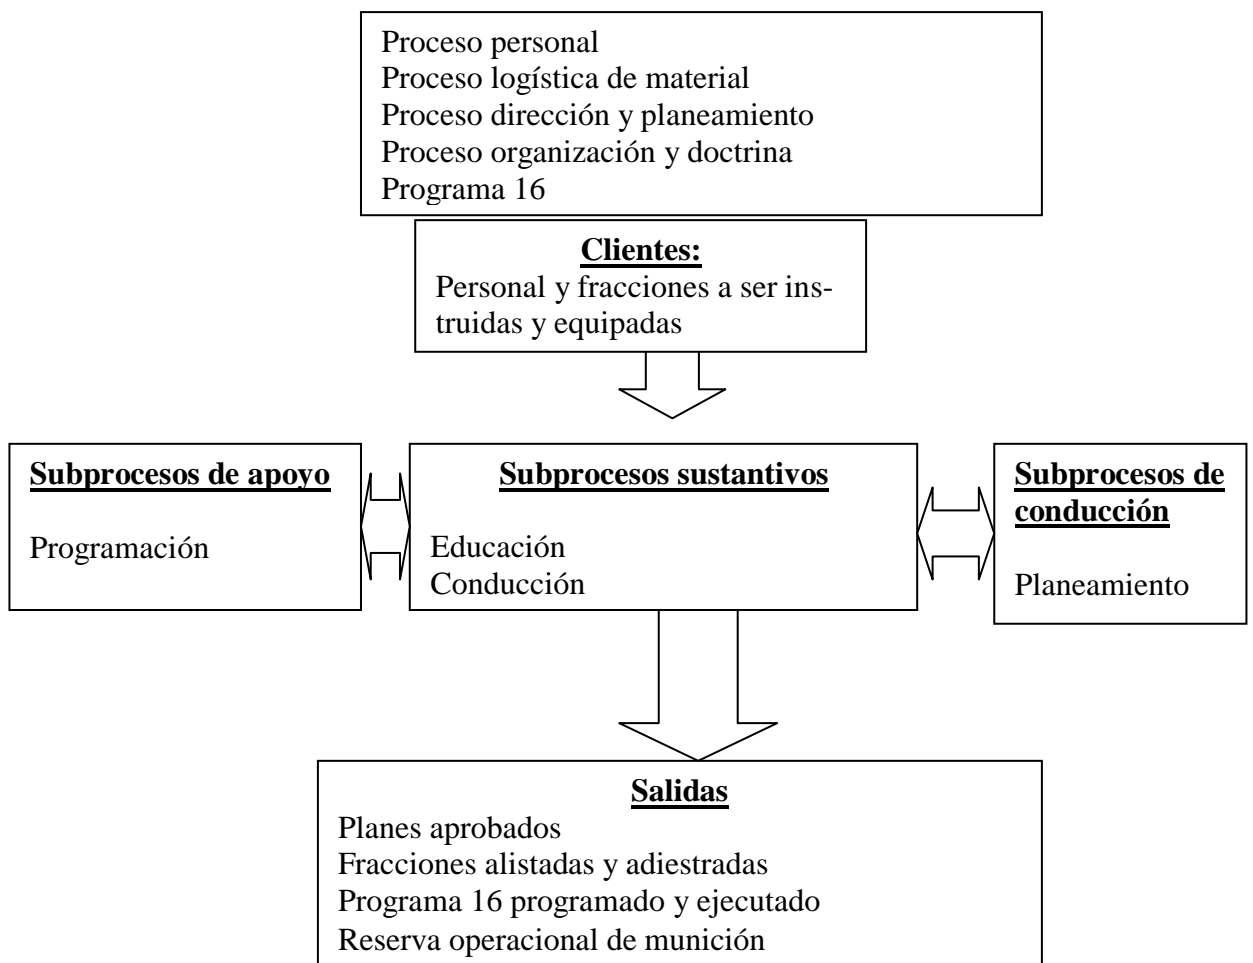 Proceso personal
Proceso logística de material
Proceso dirección y planeamiento
Proceso organización y doctrina
Programa 16
Clientes:
Personal y fracciones a ser ins-
truidas y equipadas
Subprocesos de apoyo
Programación
Subprocesos sustantivos
Educación
Conducción
Subprocesos de
conducción
Planeamiento
Salidas
Planes aprobados
Fracciones alistadas y adiestradas
Programa 16 programado y ejecutado
Reserva operacional de munición